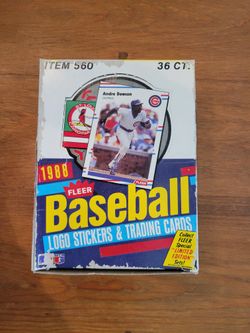 ITEM 560
36 CT.
Andre Dawson
1988
FLEER
Baseball
LOGO STICKERS & TRADING CARDS
Collect
FLEER
Special
"LIMITED
EDITION"
Sets!